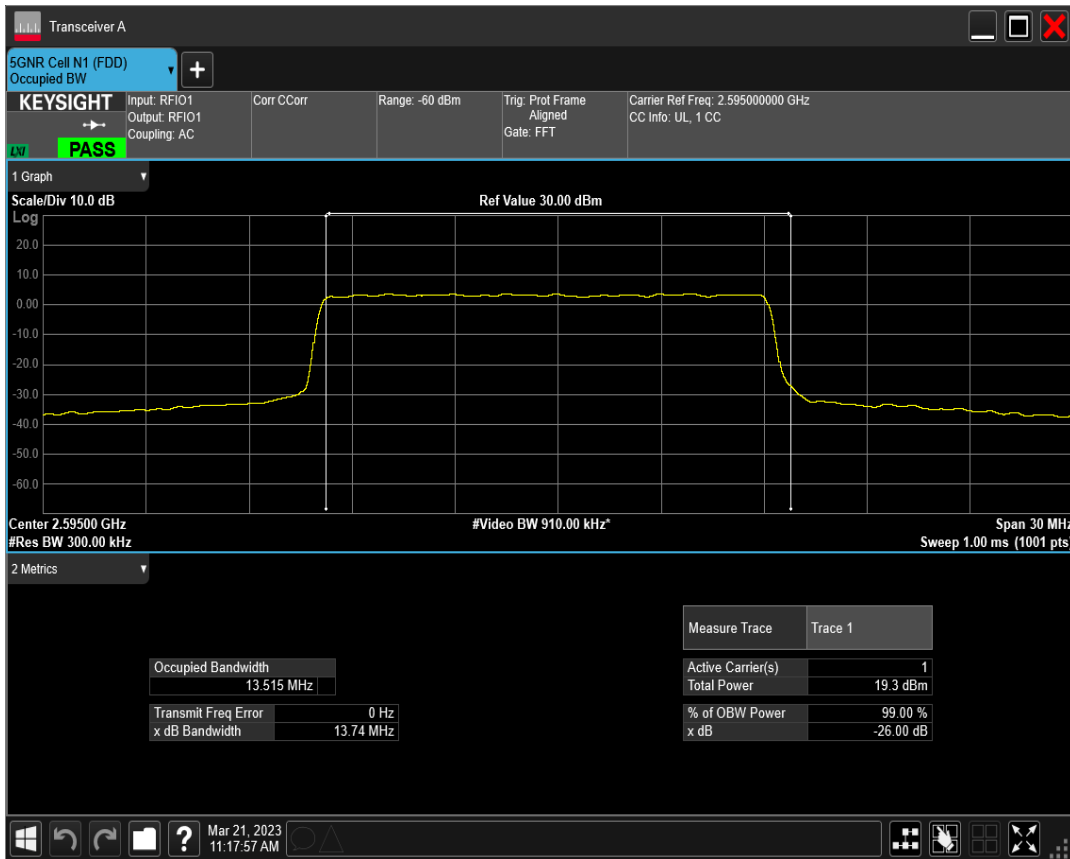 Transceiver A
5GNR Cell N1 (FDD)
Occupied BW
+
KEYSIGHT
Input: RFIO1
Output: RFIO1
Coupling: AC
Corr CCorr
Range: -60 dBm
Trig: Prot Frame
Aligned
Gate: FFT
Carrier Ref Freq: 2.595000000 GHz
CC Info: UL, 1 CC
LXI
PASS
1 Graph
Scale/Div 10.0 dB
Ref Value 30.00 dBm
Log
20.0
10.0
0.00
-10.0
-20.0
-30.0
-40.0
-50.0
-60.0
Center 2.59500 GHz
#Video BW 910.00 kHz*
Span 30 MHz
#Res BW 300.00 kHz
Sweep 1.00 ms (1001 pts)
2 Metrics
Measure Trace
Trace 1
Occupied Bandwidth
13.515 MHz
Active Carrier(s)
1
Total Power
19.3 dBm
Transmit Freq Error
0 Hz
x dB Bandwidth
13.74 MHz
% of OBW Power
99.00 %
x dB
-26.00 dB
?
Mar 21, 2023
11:17:57 AM